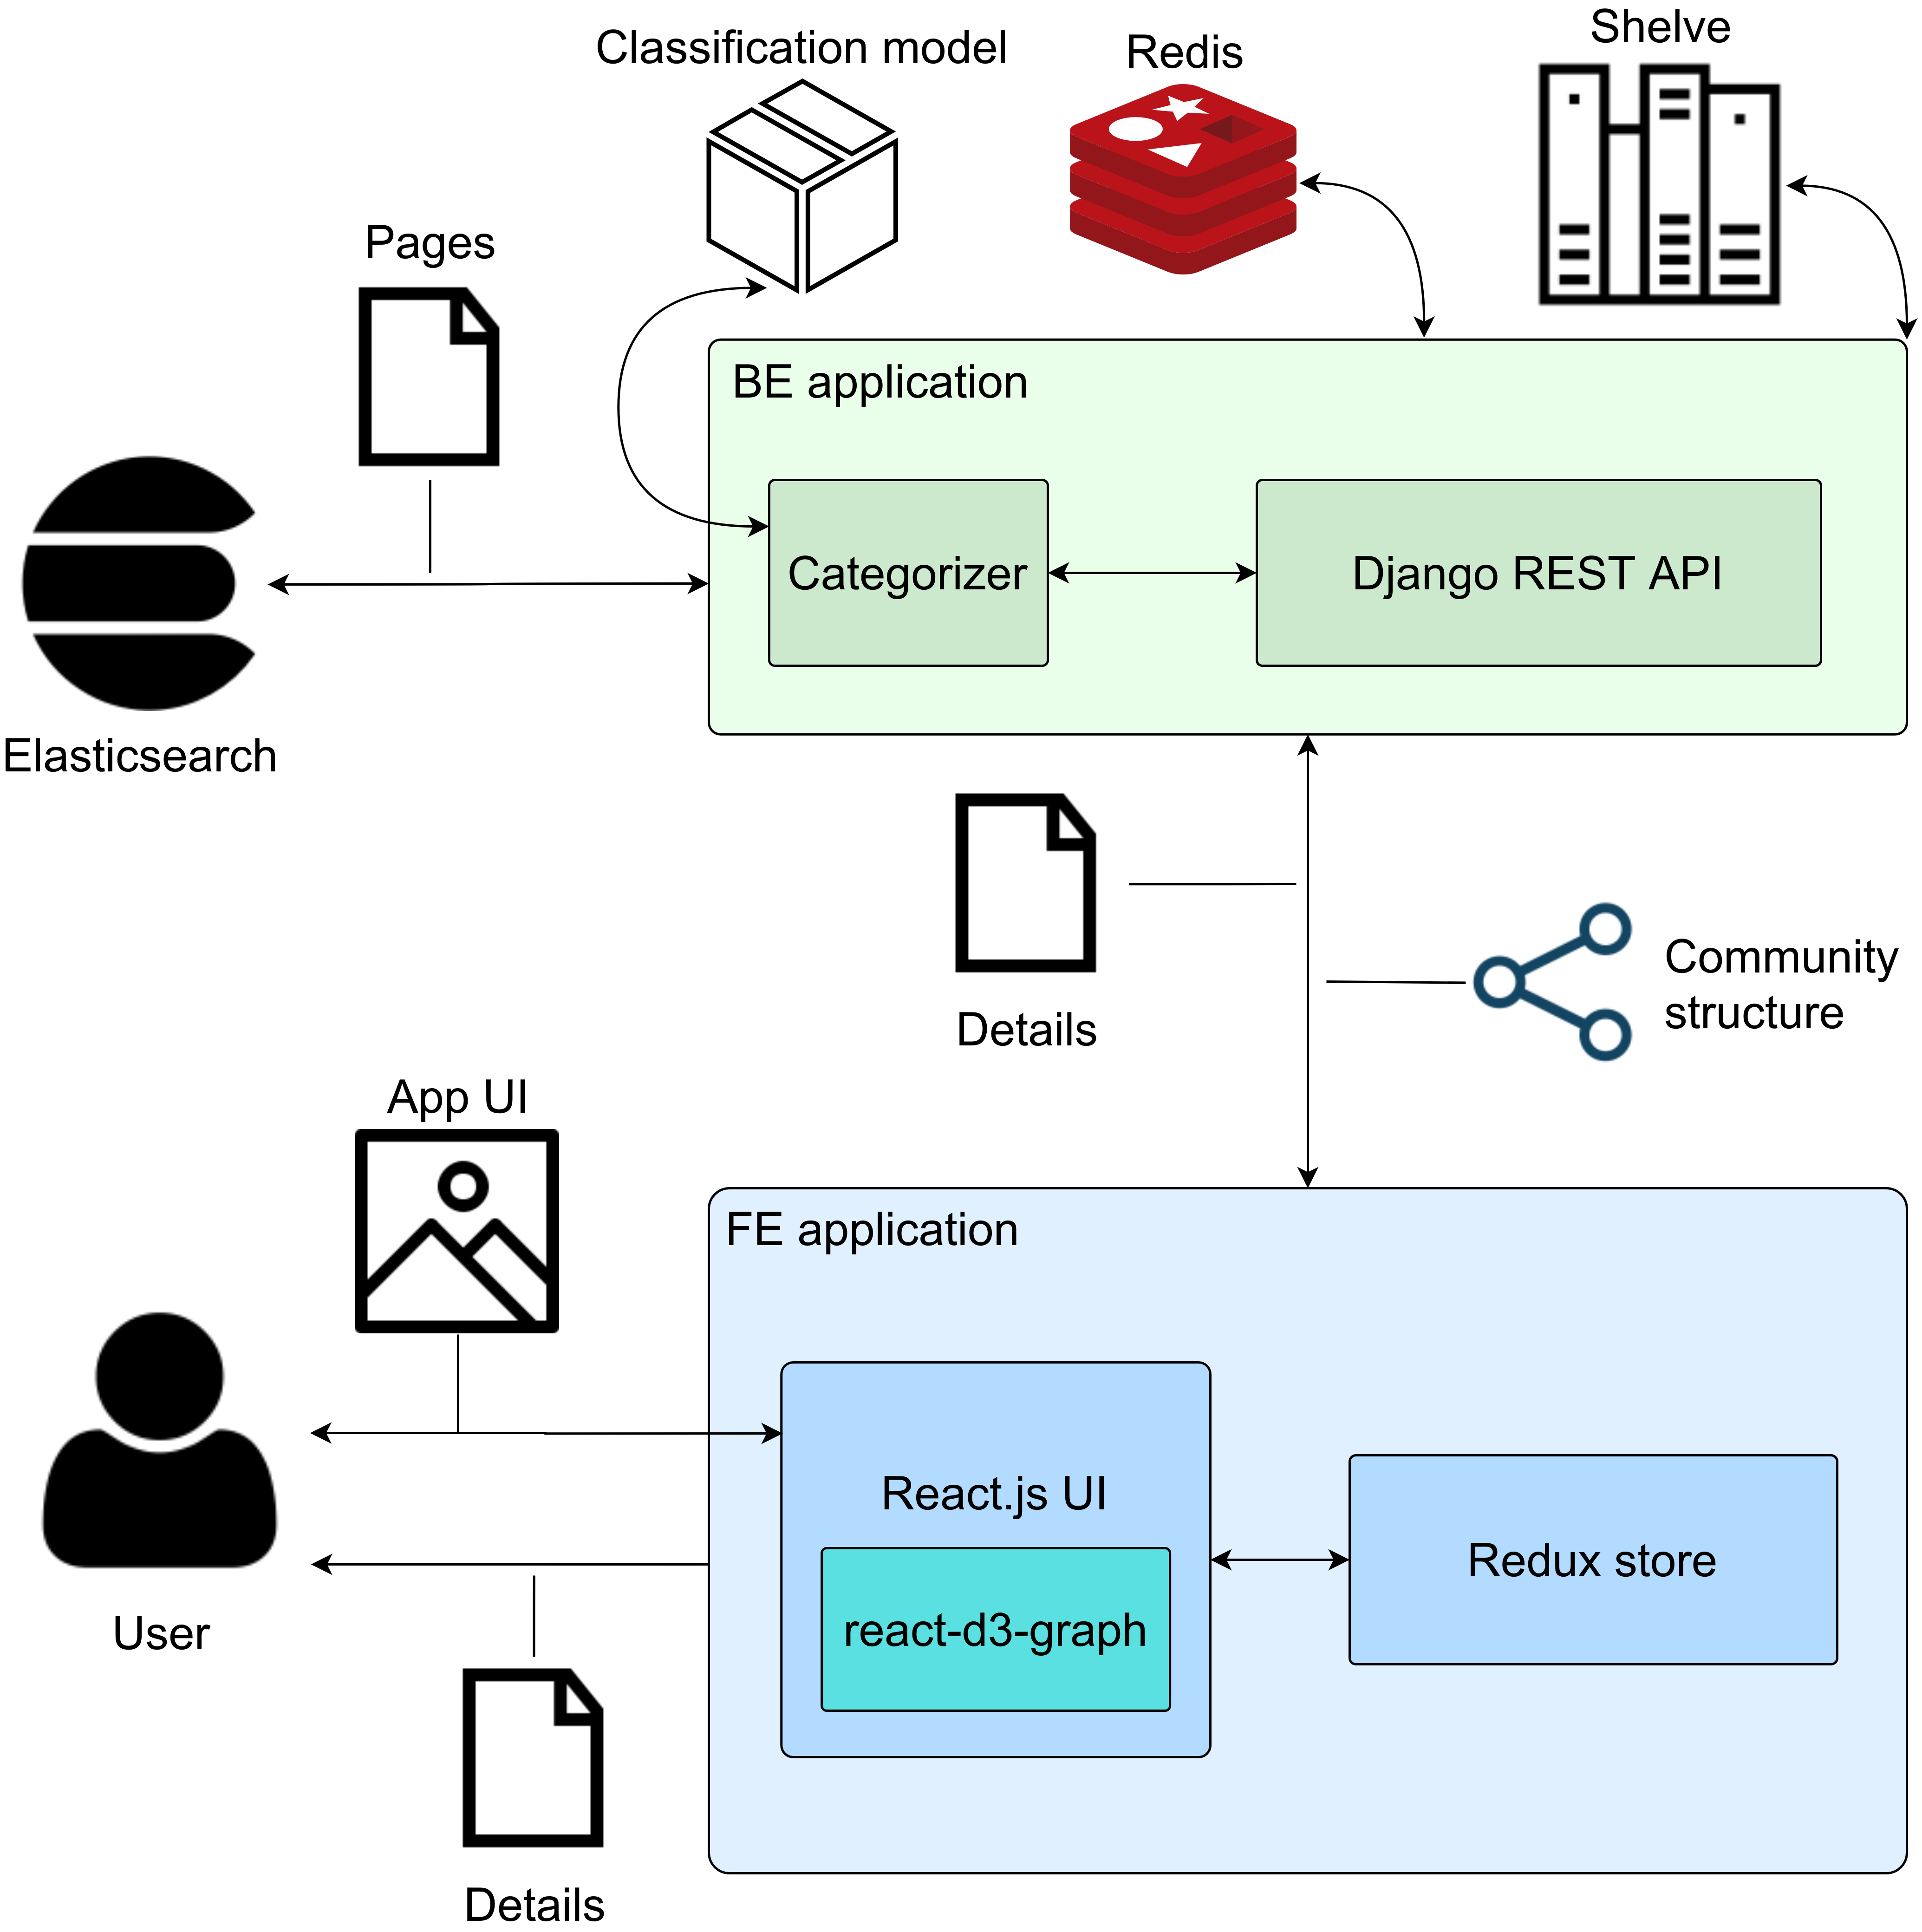 Classification model
Redis
Shelve
Pages
BE application
Categorizer
Django REST API
Elasticsearch
Details
Community
structure
App UI
FE application
React.js UI
react-d3-graph
Redux store
User
Details